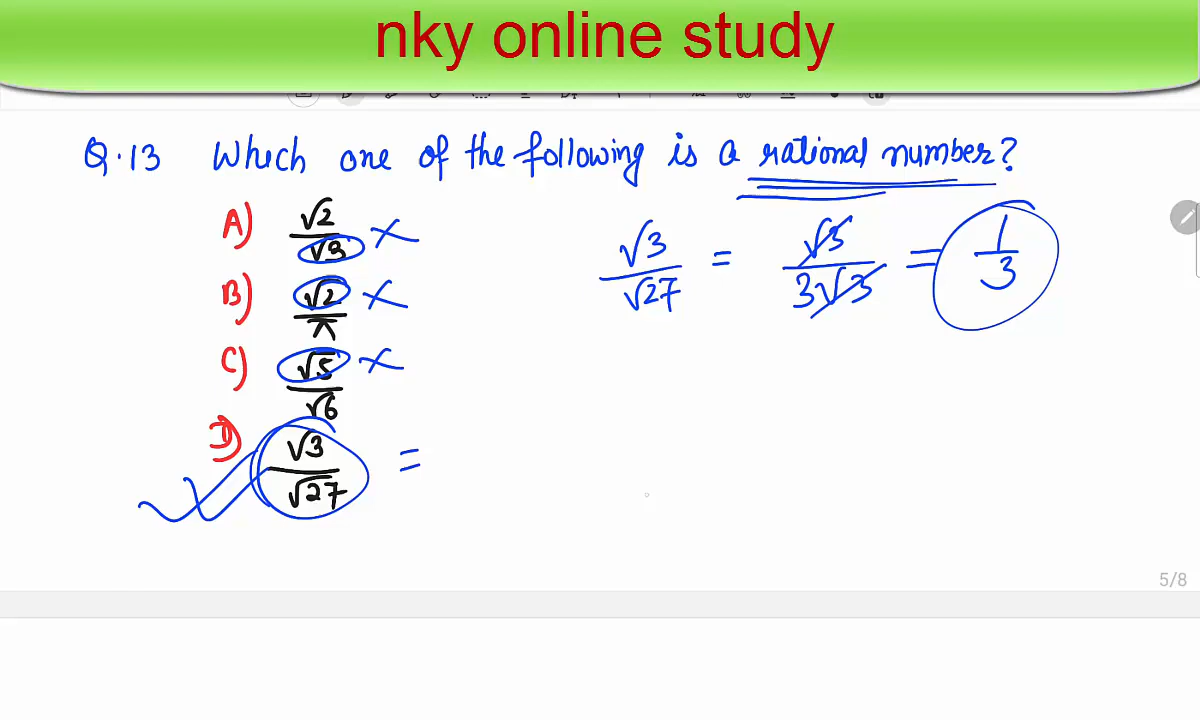 nky online study
Q.13 Which one of the following is a rational number?
A) √2/√3
B) √2/π
C) √5/√6
D) √3/√27 =
√3/√27 = √3/3√3 = 1/3
5/8